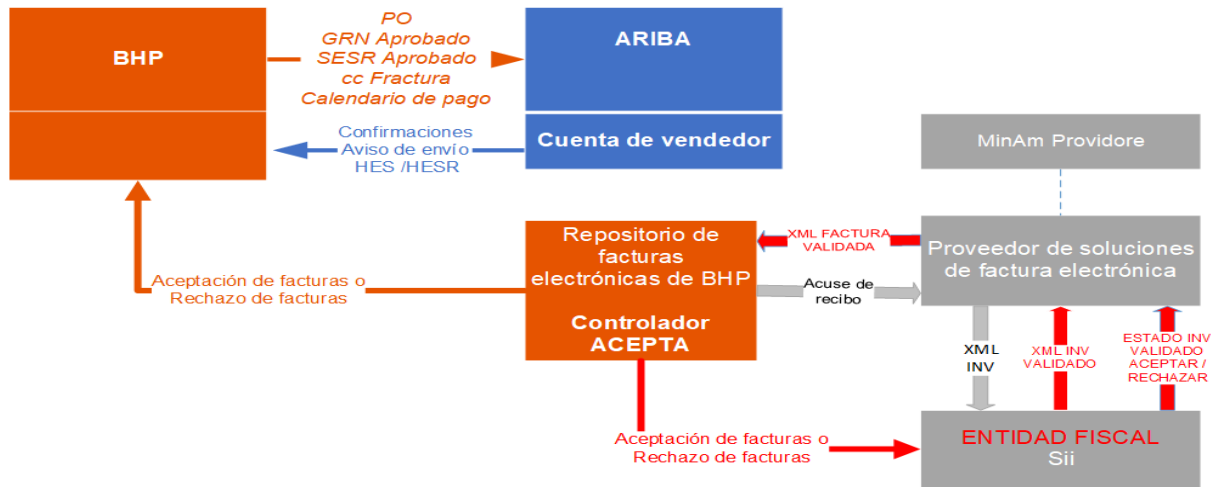 BHP
PO
GRN Aprobado
SESR Aprobado
cc Fractura
Calendario de pago
ARIBA
Confirmaciones
Aviso de envío
HES /HESR
Cuenta de vendedor
MinAm Providore
Repositorio de
facturas
electrónicas de BHP
Controlador
ACEPTA
XML FACTURA
VALIDADA
Acuse de
recibo
Proveedor de soluciones
de factura electrónica
Aceptación de facturas o
Rechazo de facturas
XML
INV
XML INV
VALIDADO
ESTADO INV
VALIDADO
ACEPTAR /
RECHAZAR
Aceptación de facturas o
Rechazo de facturas
ENTIDAD FISCAL
Sii